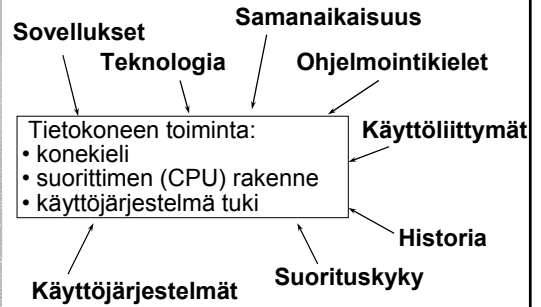 Samanaikaisuus
Sovellukset
Teknologia
Ohjelmointikielet
Tietokoneen toiminta:
• konekieli
• suorittimen (CPU) rakenne
• käyttöjärjestelmä tuki
Käyttöliittymät
Historia
Suorituskyky
Käyttöjärjestelmät